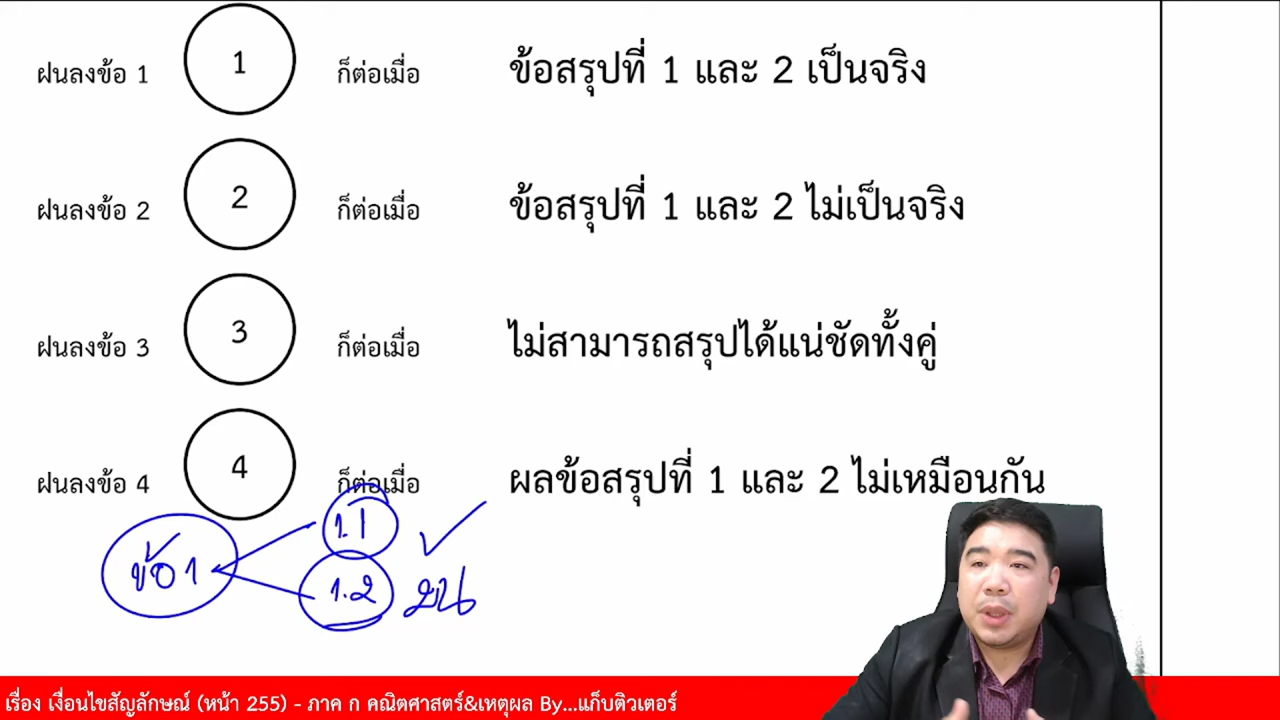 ฝนลงข้อ 1 1 ก็ต่อเมื่อ ข้อสรุปที่ 1 และ 2 เป็นจริง
ฝนลงข้อ 2 2 ก็ต่อเมื่อ ข้อสรุปที่ 1 และ 2 ไม่เป็นจริง
ฝนลงข้อ 3 3 ก็ต่อเมื่อ ไม่สามารถสรุปได้แน่ชัดทั้งคู่
ฝนลงข้อ 4 4 ก็ต่อเมื่อ ผลข้อสรุปที่ 1 และ 2 ไม่เหมือนกัน
1.1
ข้อ 1
1.2
เรื่อง เงื่อนไขสัญลักษณ์ (หน้า 255) - ภาค ก คณิตศาสตร์&เหตุผล By...แก็บติวเตอร์